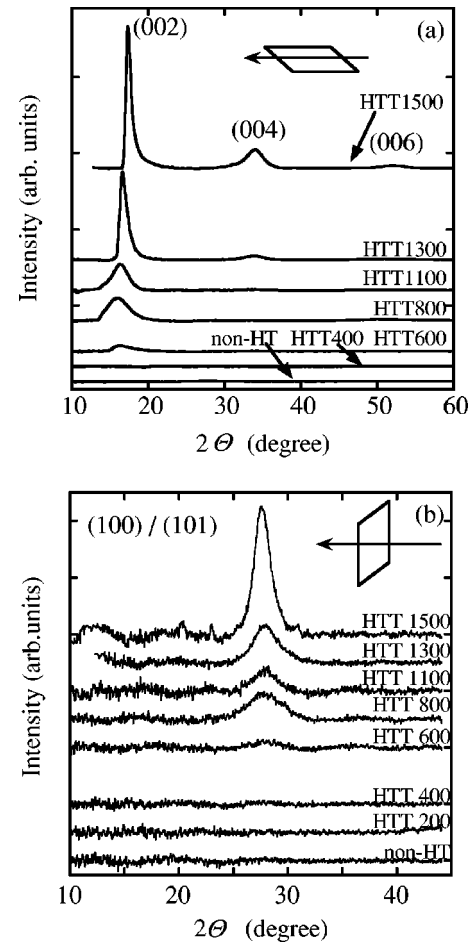 (002)
(a)
HTT1500
(004)
(006)
HTT1300
HTT1100
HTT800
non-HT HTT400 HTT600
Intensity (arb. units)
10 20 30 40 50 60
2Θ (degree)
(b)
(100) / (101)
HTT 1500
HTT 1300
HTT 1100
HTT 800
HTT 600
HTT 400
HTT 200
non-HT
Intensity (arb.units)
10 20 30 40
2Θ (degree)